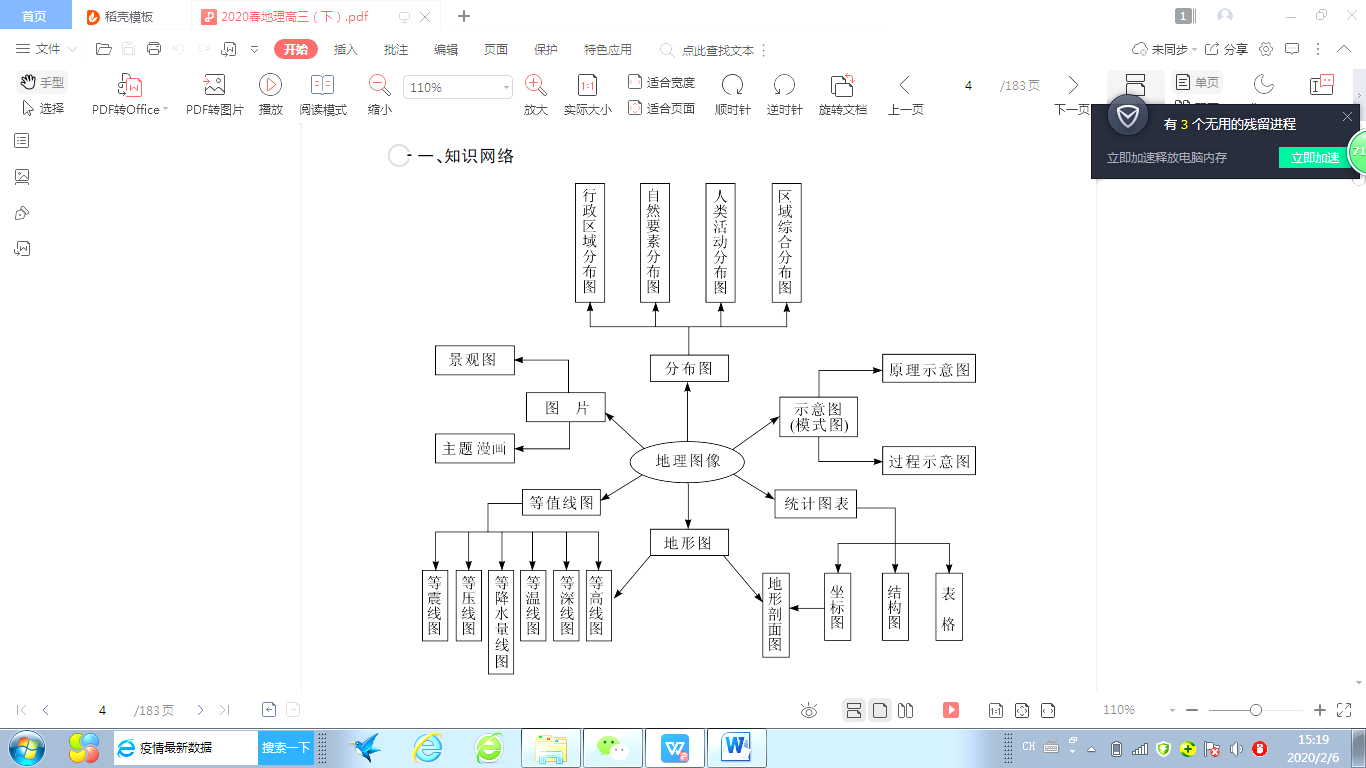 首页
稻壳模板
2020春地理高三（下）.pdf
1
文件
开始
插入
批注
编辑
页面
保护
特色应用
点此查找文本
未同步
分享
手型
选择
PDF转Office
PDF转图片
播放
阅读模式
缩小
110%
放大
1:1
实际大小
适合宽度
适合页面
顺时针
逆时针
旋转文档
上一页
4
/183页
下一页
单页
有 3 个无用的残留进程
立即加速释放电脑内存
立即加速
71
一、知识网络
行政区域分布图
自然要素分布图
人类活动分布图
区域综合分布图
景观图
分布图
原理示意图
图 片
示意图
(模式图)
主题漫画
地理图像
过程示意图
等值线图
统计图表
地形图
等震线图
等压线图
等降水量线图
等温线图
等深线图
等高线图
地形剖面图
坐标图
结构图
表格
4
/183页
1:1
110%
疫情最新数据
搜索一下
CH
15:19
2020/2/6